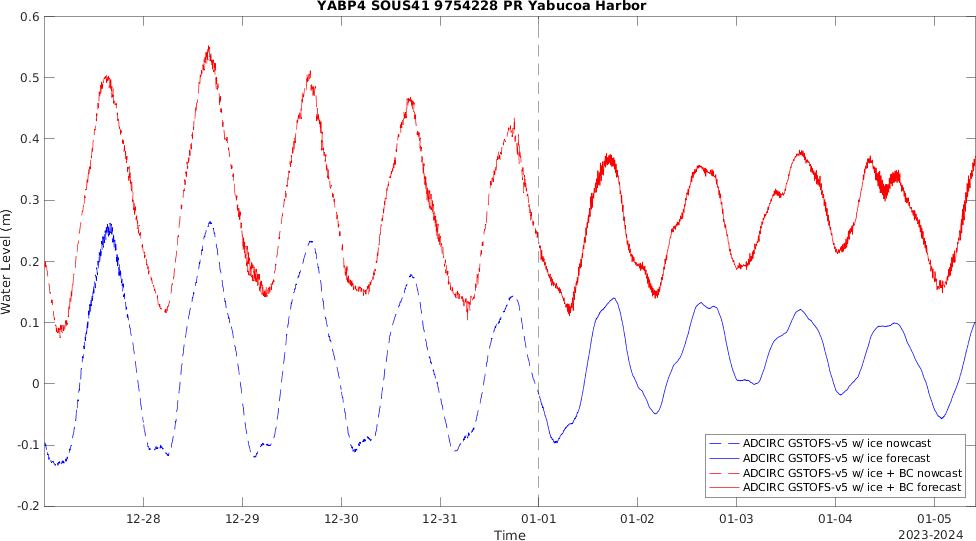 YABP4 SOUS41 9754228 PR Yabucoa Harbor
Water Level (m)
0.6
0.5
0.4
0.3
0.2
0.1
0
-0.1
-0.2
ADCIRC GSTOFS-v5 w/ ice nowcast
ADCIRC GSTOFS-v5 w/ ice forecast
ADCIRC GSTOFS-v5 w/ ice + BC nowcast
ADCIRC GSTOFS-v5 w/ ice + BC forecast
12-28 12-29 12-30 12-31 01-01 01-02 01-03 01-04 01-05
2023-2024
Time